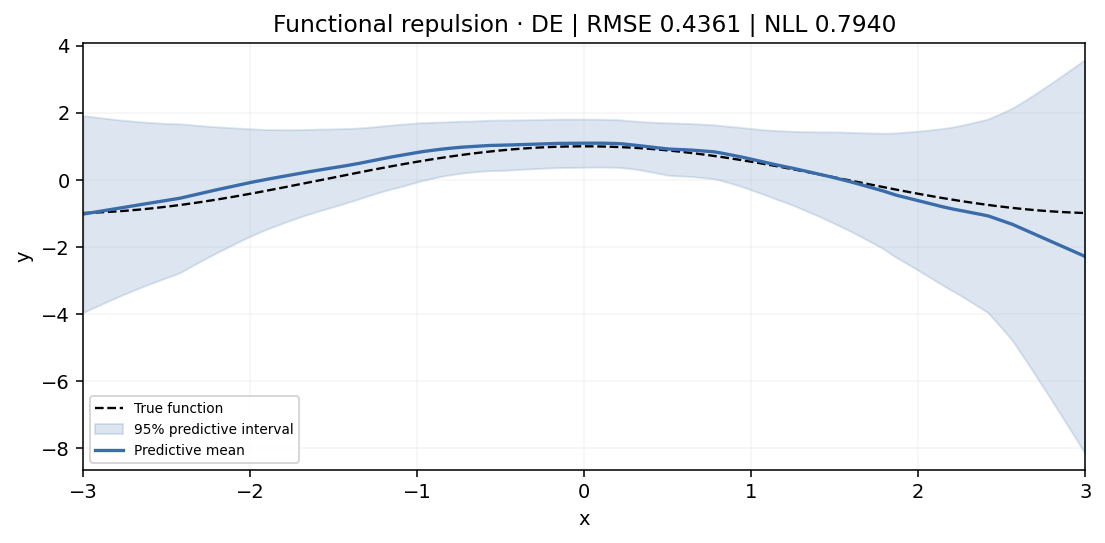 Functional repulsion · DE | RMSE 0.4361 | NLL 0.7940
4
2
0
−2
−4
−6
−8
y
True function
95% predictive interval
Predictive mean
−3
−2
−1
0
1
2
3
x